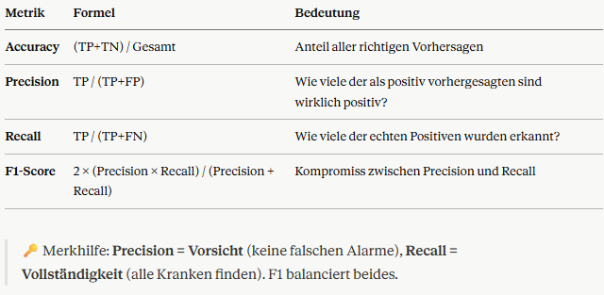 Metrik Formel Bedeutung
Accuracy (TP+TN) / Gesamt Anteil aller richtigen Vorhersagen
Precision TP / (TP+FP) Wie viele der als positiv vorhergesagten sind
wirklich positiv?
Recall TP / (TP+FN) Wie viele der echten Positiven wurden erkannt?
F1-Score 2 × (Precision × Recall) / (Precision + Kompromiss zwischen Precision und Recall
Recall)
🔑 Merkhilfe: Precision = Vorsicht (keine falschen Alarme), Recall =
Vollständigkeit (alle Kranken finden). F1 balanciert beides.